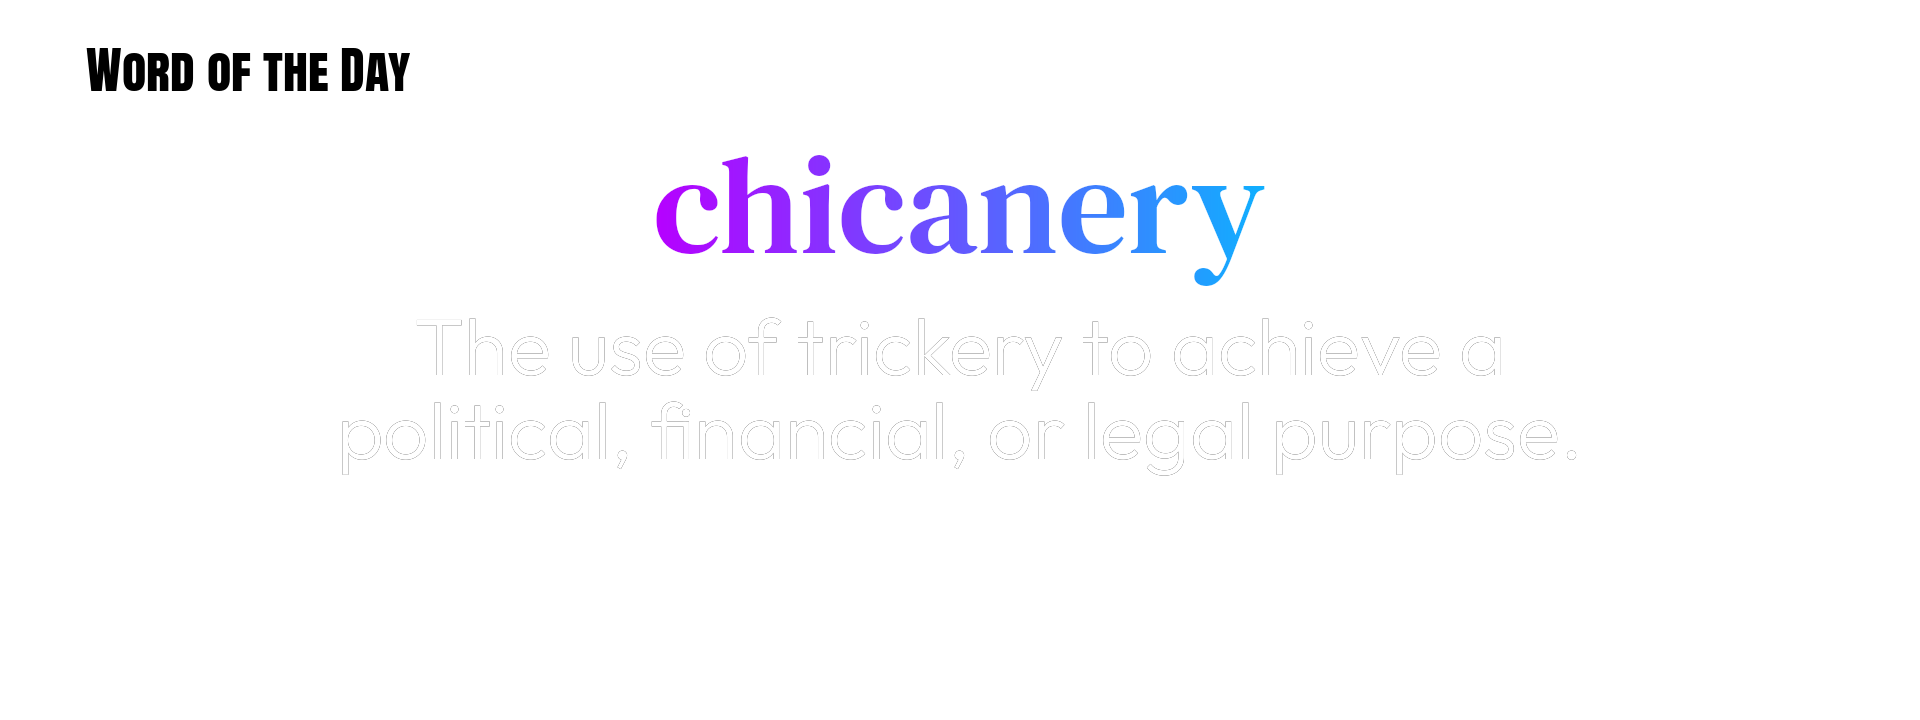 Word of the Day
chicanery
The use of trickery to achieve a
political, financial, or legal purpose.